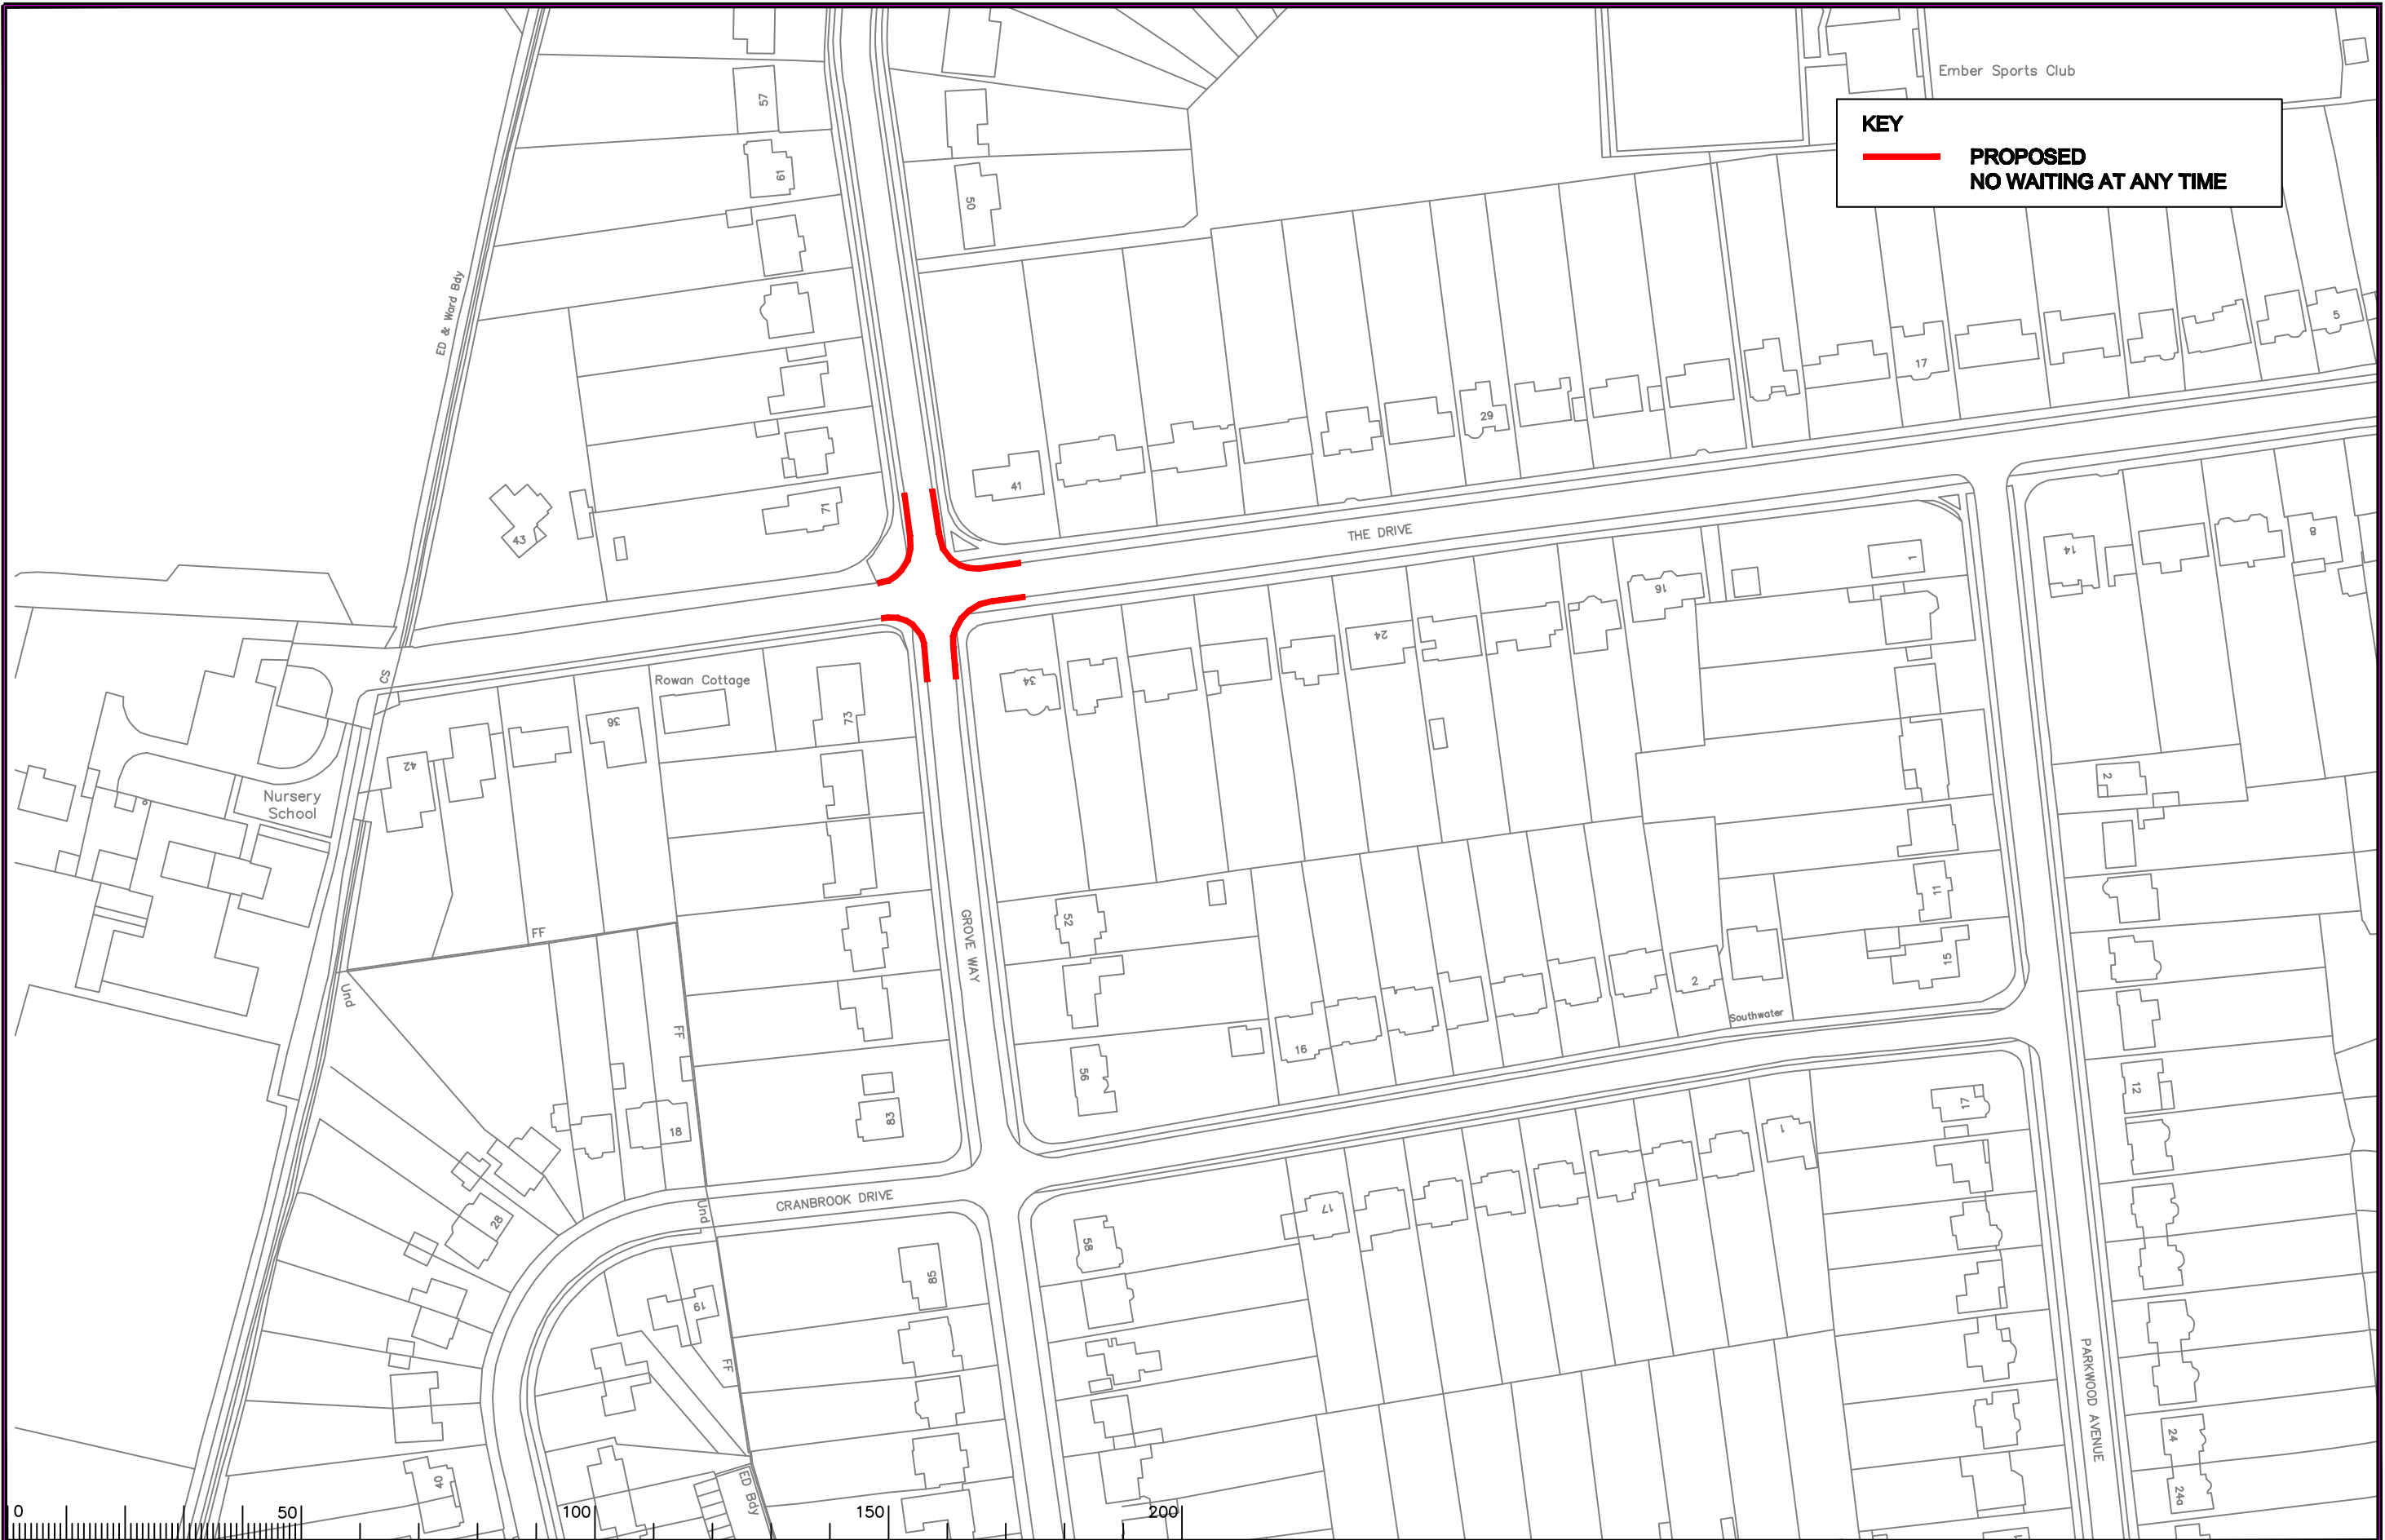 Ember Sports Club
KEY
PROPOSED
NO WAITING AT ANY TIME
57
61
50
ED & Ward Bdy
5
17
29
41
71
43
THE DRIVE
14
8
1
16
24
34
CS
Rowan Cottage
73
36
42
Nursery
School
2
11
15
52
GROVE WAY
FF
Und
FF
2
Southwater
16
56
12
17
1
83
18
CRANBROOK DRIVE
Und
28
17
58
85
19
FF
PARKWOOD AVENUE
24
24a
40
ED Bdy
0
50
100
150
200